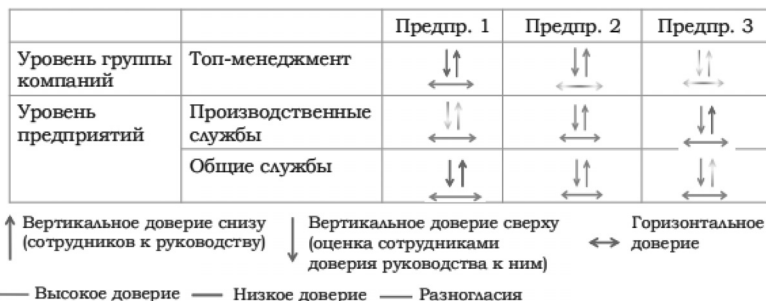 Предпр. 1 Предпр. 2 Предпр. 3
Уровень группы Топ-менеджмент
компаний
Уровень Производственные
предприятий службы
Общие службы
Вертикальное доверие снизу Вертикальное доверие сверху Горизонтальное
(сотрудников к руководству) (оценка сотрудниками доверие
доверия руководства к ним)
Высокое доверие Низкое доверие Разногласия